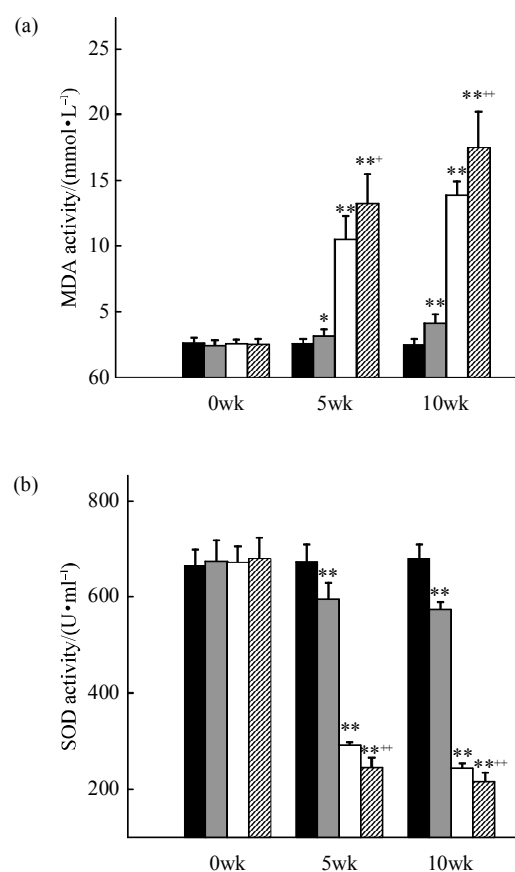 (a)
25
20
15
10
5
60
MDA activity/(mmol•L⁻¹)
**⁺⁺
**
**⁺
**
**
*
0wk 5wk 10wk
(b)
800
600
400
200
SOD activity/(U•ml⁻¹)
** **
** **⁺⁺ ** **⁺⁺
0wk 5wk 10wk